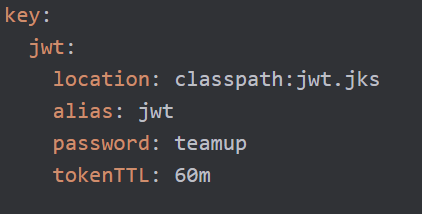 key:
  jwt:
    location: classpath:jwt.jks
    alias: jwt
    password: teamup
    tokenTTL: 60m